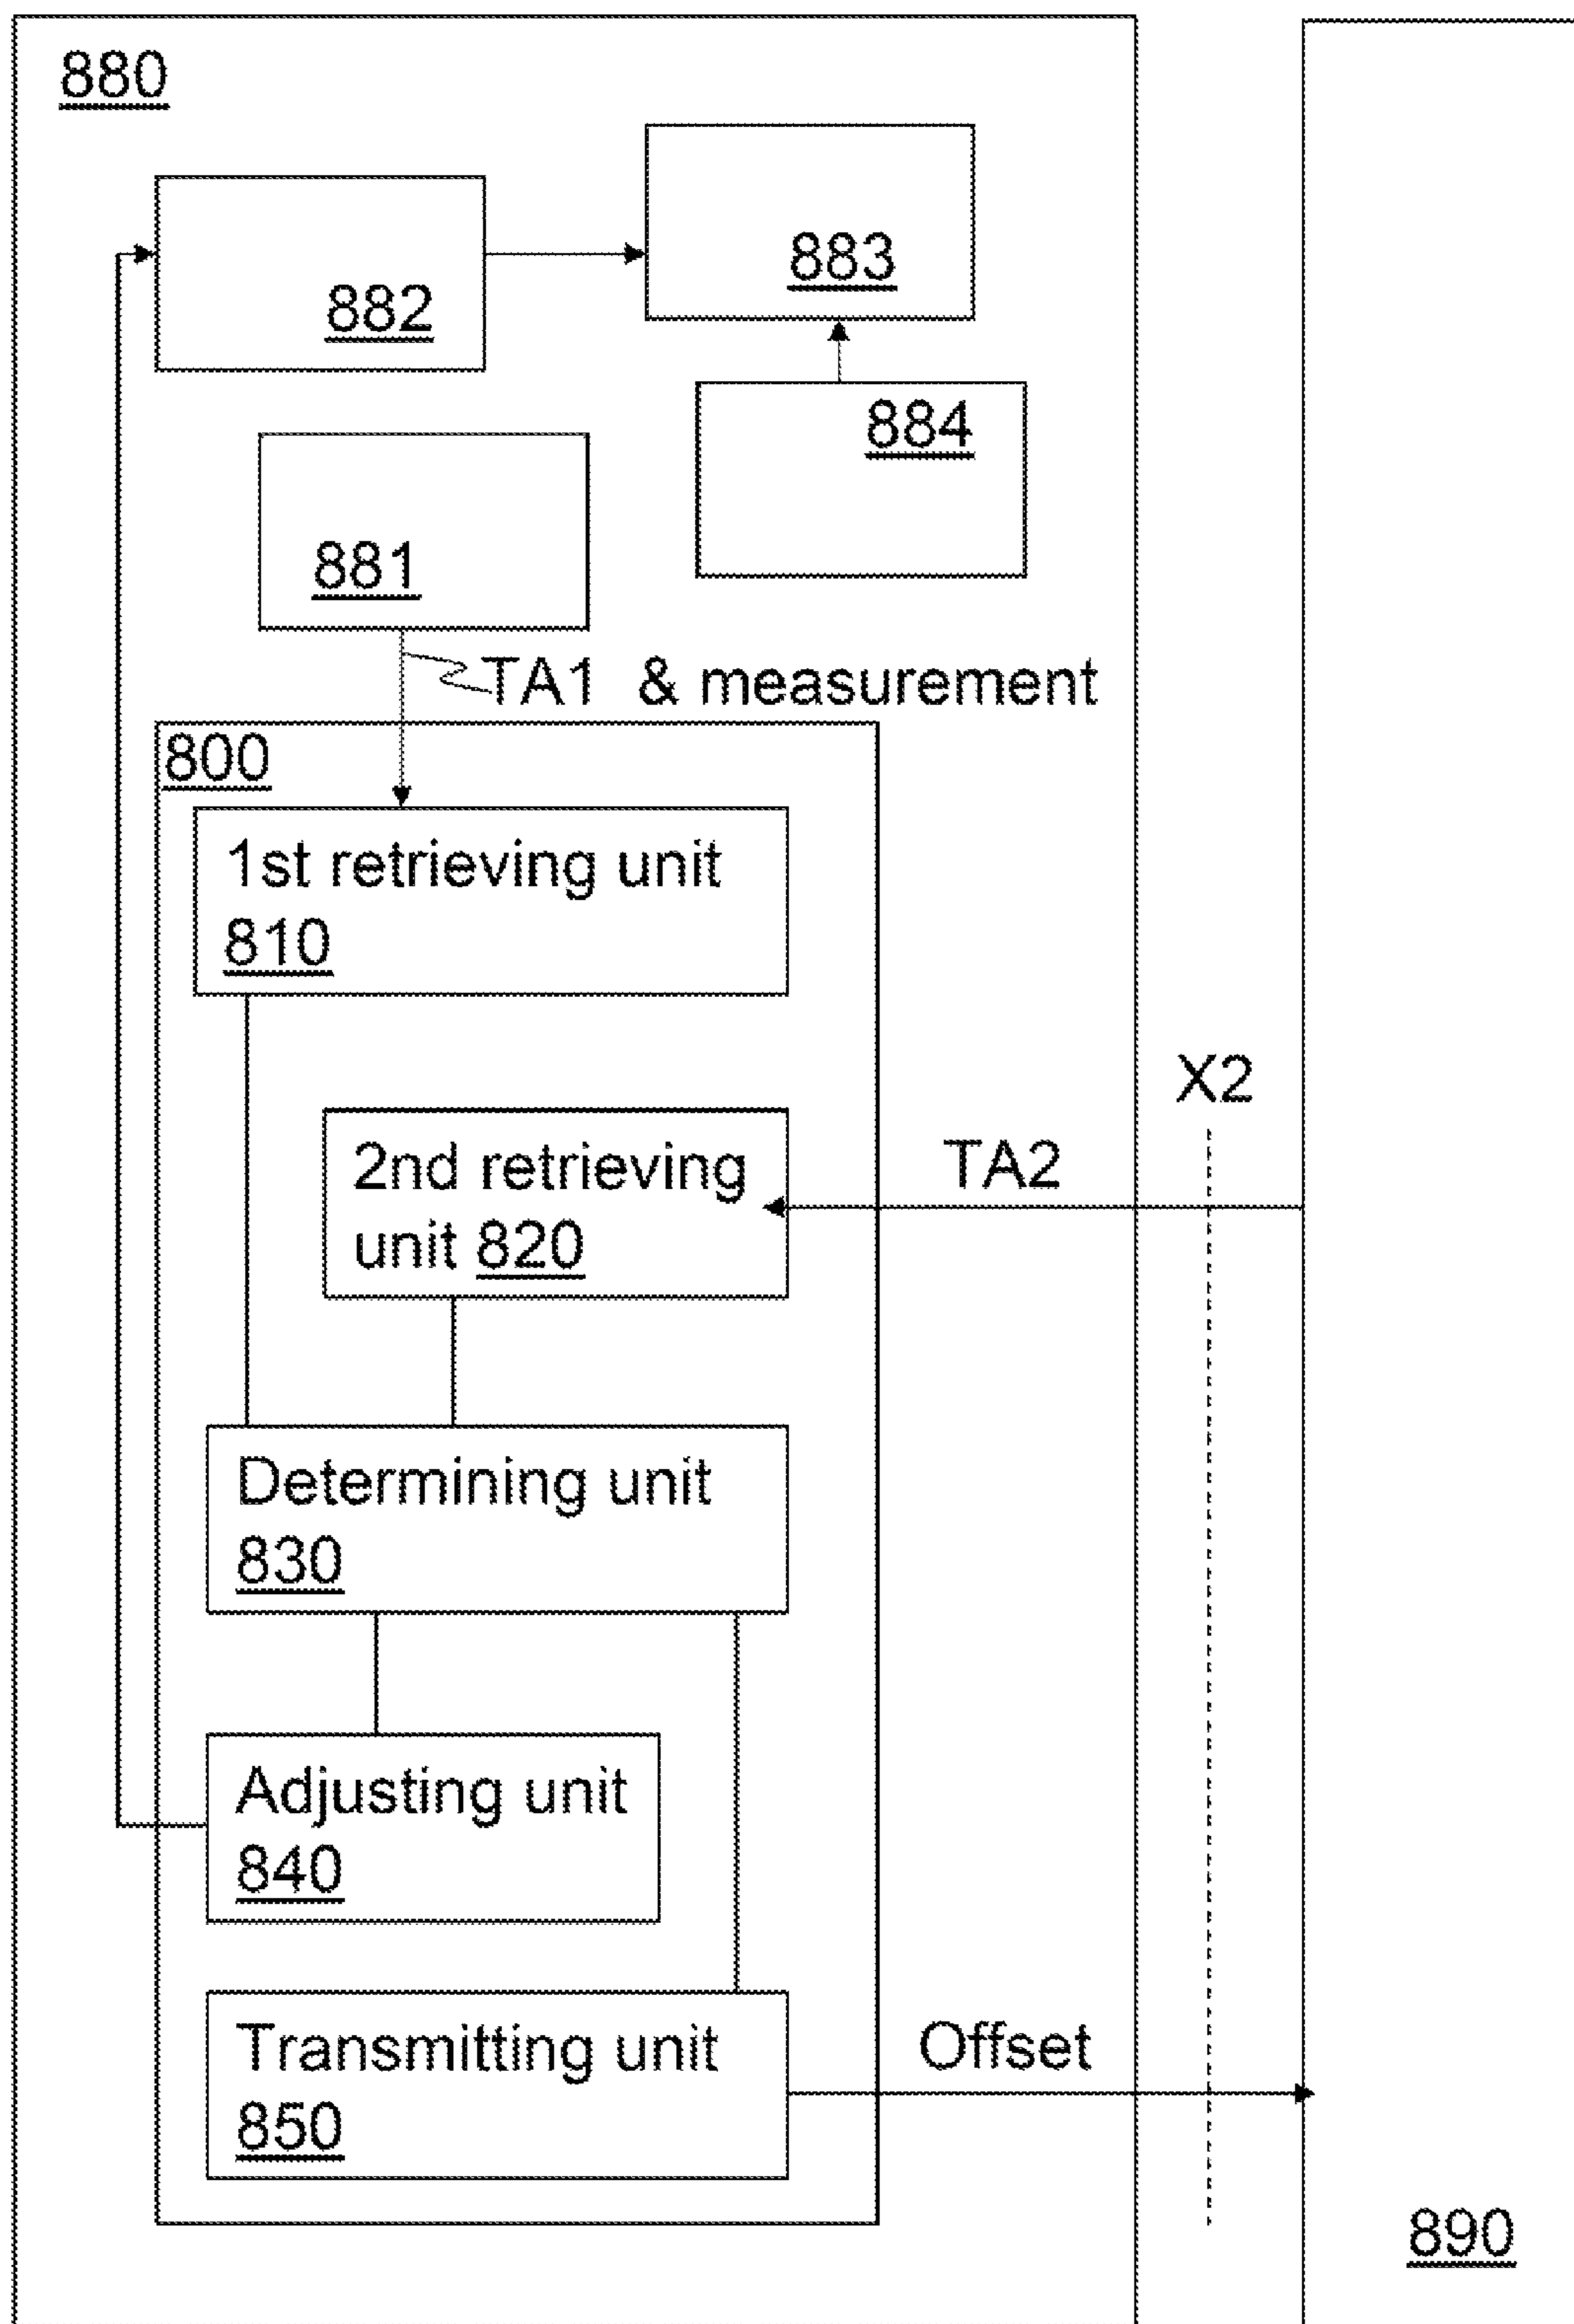 880
883
882
884
881
TA1 & measurement
800
1st retrieving unit
810
X2
2nd retrieving
unit 820
TA2
Determining unit
830
Adjusting unit
840
Transmitting unit
850
Offset
890